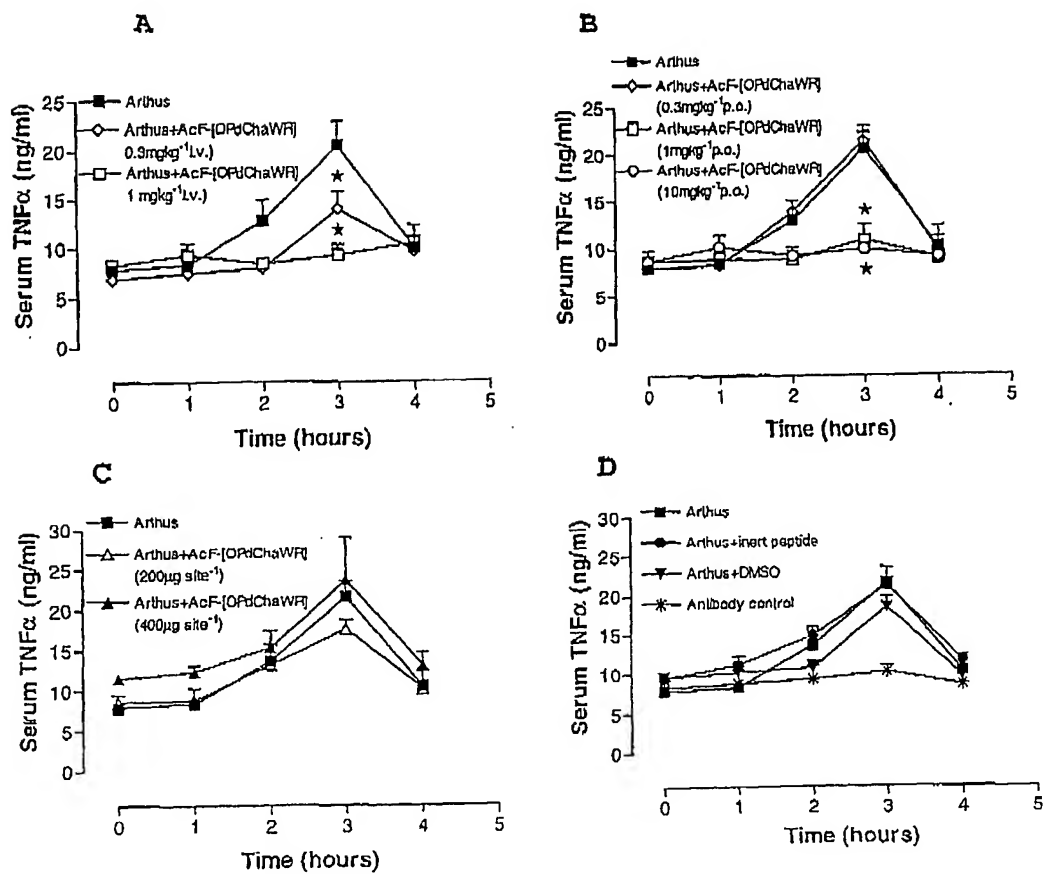 A
Arthus
Arthus+AcF-[OPdChaWR]
0.3mgkg⁻¹i.v.)
Arthus+AcF-[OPdChaWR]
1 mgkg⁻¹i.v.)
Serum TNFα (ng/ml)
25
20
15
10
5
0
0 1 2 3 4 5
Time (hours)
B
Arthus
Arthus+AcF-[OPdChaWR]
(0.3mgkg⁻¹p.o.)
Arthus+AcF-[OPdChaWR]
(1mgkg⁻¹p.o.)
Arthus+AcF-[OPdChaWR]
(10mgkg⁻¹p.o.)
Serum TNFα (ng/ml)
25
20
15
10
5
0
0 1 2 3 4 5
Time (hours)
C
Arthus
Arthus+AcF-[OPdChaWR]
(200µg site⁻¹)
Arthus+AcF-[OPdChaWR]
(400µg site⁻¹)
Serum TNFα (ng/ml)
30
25
20
15
10
5
0
0 1 2 3 4 5
Time (hours)
D
Arthus
Arthus+inert peptide
Arthus+DMSO
Antibody control
Serum TNFα (ng/ml)
30
25
20
15
10
5
0
0 1 2 3 4 5
Time (hours)